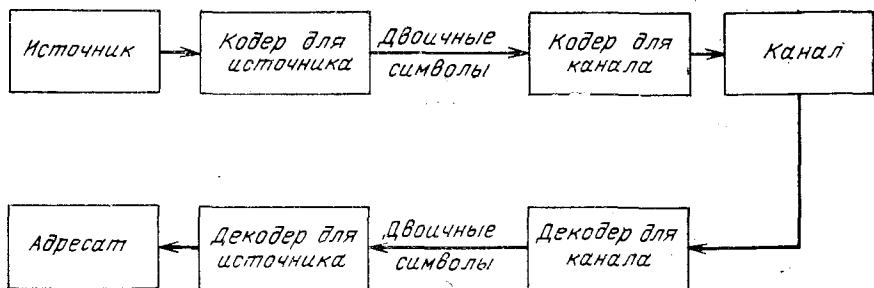 Источник
Кодер для
источника
Двоичные
символы
Кодер для
канала
Канал
Адресат
Декодер для
источника
Двоичные
символы
Декодер для
канала